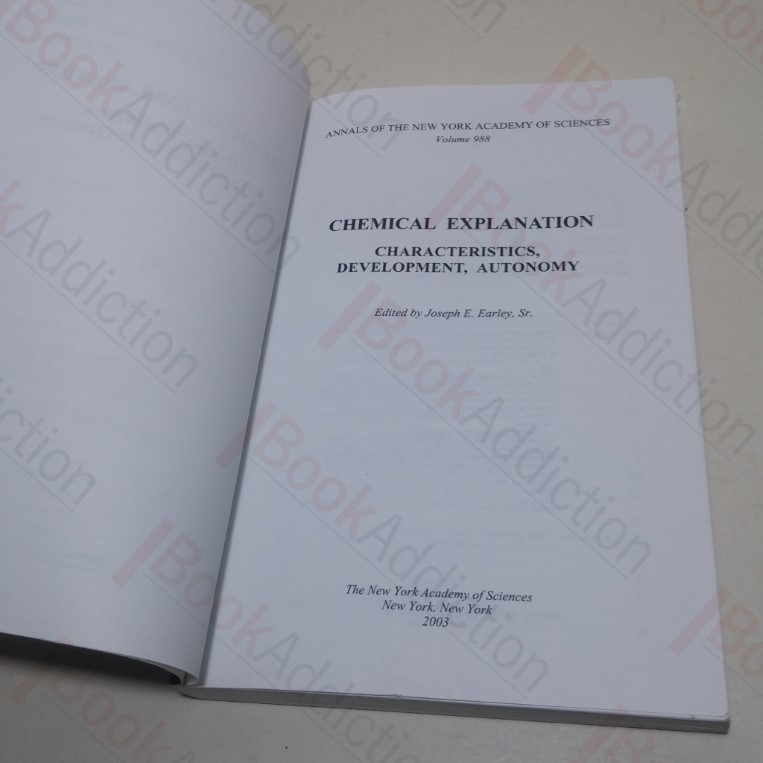 ANNALS OF THE NEW YORK ACADEMY OF SCIENCES
Volume 988
CHEMICAL EXPLANATION
CHARACTERISTICS,
DEVELOPMENT, AUTONOMY
Edited by Joseph E. Earley, Sr.
The New York Academy of Sciences
New York, New York
2003
BookAddiction